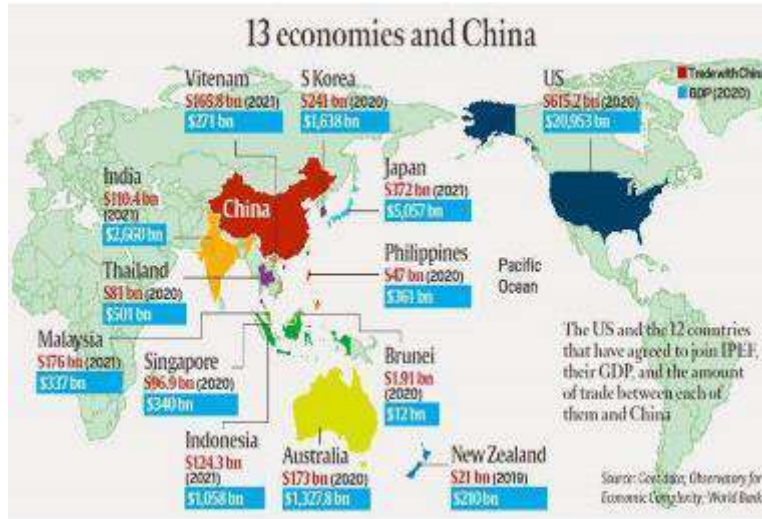 13 economies and China
Vitenam
$165.8 bn (2021)
$271 bn
S Korea
$241 bn (2020)
$1,638 bn
US
$615.2 bn (2020)
$20,953 bn
Trade with China
GDP (2020)
India
$110.4 bn
(2021)
$2,660 bn
China
Japan
$372 bn (2021)
$5,057 bn
Thailand
$81 bn (2020)
$501 bn
Philippines
$47 bn (2020)
$361 bn
Pacific
Ocean
Malaysia
$176 bn (2021)
$337 bn
Singapore
$96.9 bn (2020)
$340 bn
Brunei
$1.91 bn
(2020)
$12 bn
The US and the 12 countries
that have agreed to join IPEF,
their GDP, and the amount
of trade between each of
them and China
Indonesia
$124.3 bn
(2021)
$1,058 bn
Australia
$173 bn (2020)
$1,327.8 bn
New Zealand
$21 bn (2019)
$210 bn
Source: Govt data; Observatory for
Economic Complexity; World Bank